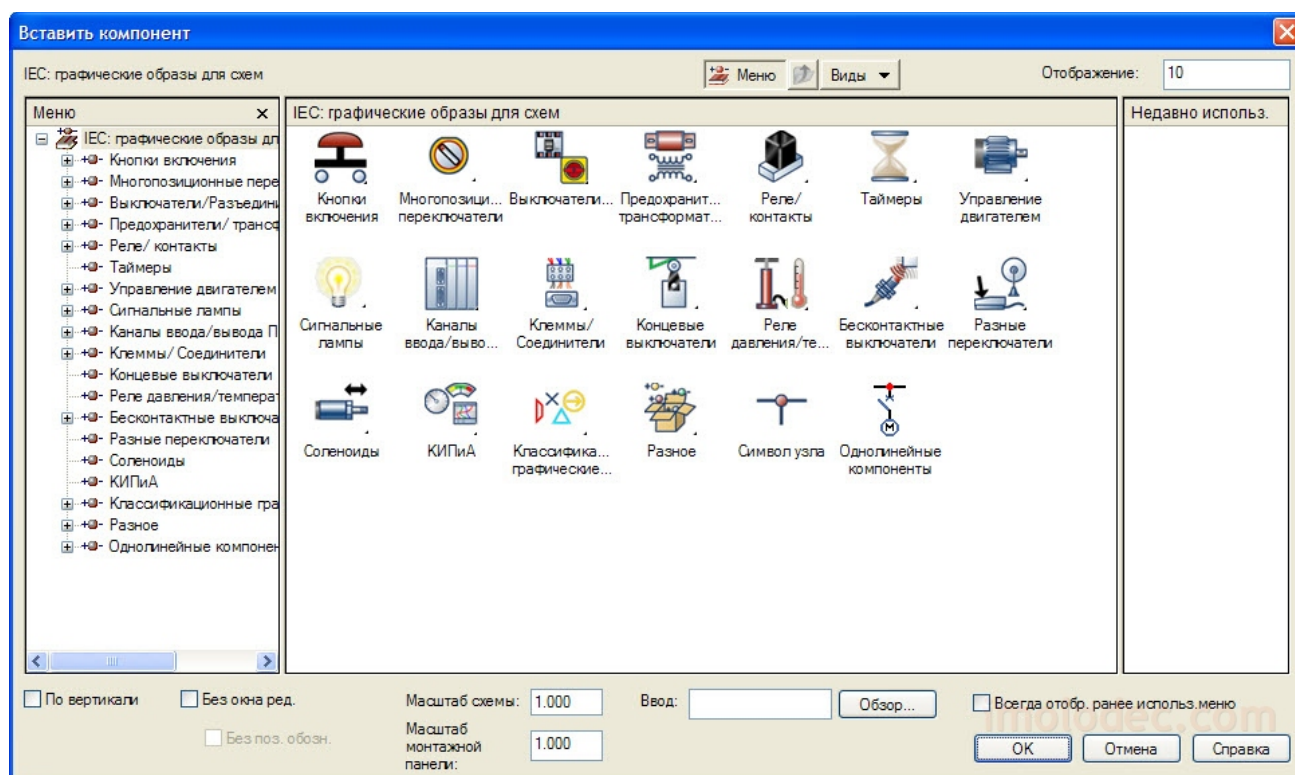 Вставить компонент
IEC: графические образы для схем
Меню
Виды
Отображение:
10
Меню
IEC: графические образы дл
Кнопки включения
Многопозиционные пере
Выключатели/Разъедини
Предохранители/ трансф
Реле/ контакты
Таймеры
Управление двигателем
Сигнальные лампы
Каналы ввода/вывода П
Клеммы/ Соединители
Концевые выключатели
Реле давления/температ
Бесконтактные выключа
Разные переключатели
Соленоиды
КИПиА
Классификационные гра
Разное
Однолинейные компонен
IEC: графические образы для схем
Кнопки
включения
Многопозици...
переключатели
Выключатели...
Предохранит...
трансформат...
Реле/
контакты
Таймеры
Управление
двигателем
Сигнальные
лампы
Каналы
ввода/выво...
Клеммы/
Соединители
Концевые
выключатели
Реле
давления/те...
Бесконтактные
выключатели
Разные
переключатели
Соленоиды
КИПиА
Классифика...
графические...
Разное
Символ узла
Однолинейные
компоненты
Недавно использ.
По вертикали
Без окна ред.
Без поз. обозн.
Масштаб схемы:
1.000
Масштаб
монтажной
панели:
1.000
Ввод:
Обзор...
Всегда отобр. ранее использ.меню
imolodec.com
OK
Отмена
Справка